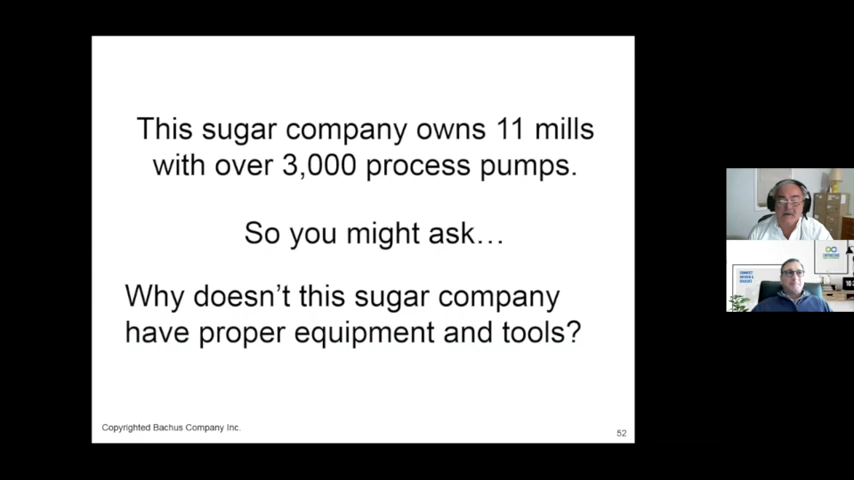 This sugar company owns 11 mills
with over 3,000 process pumps.
So you might ask…
Why doesn't this sugar company
have proper equipment and tools?
Copyrighted Bachus Company Inc.
52